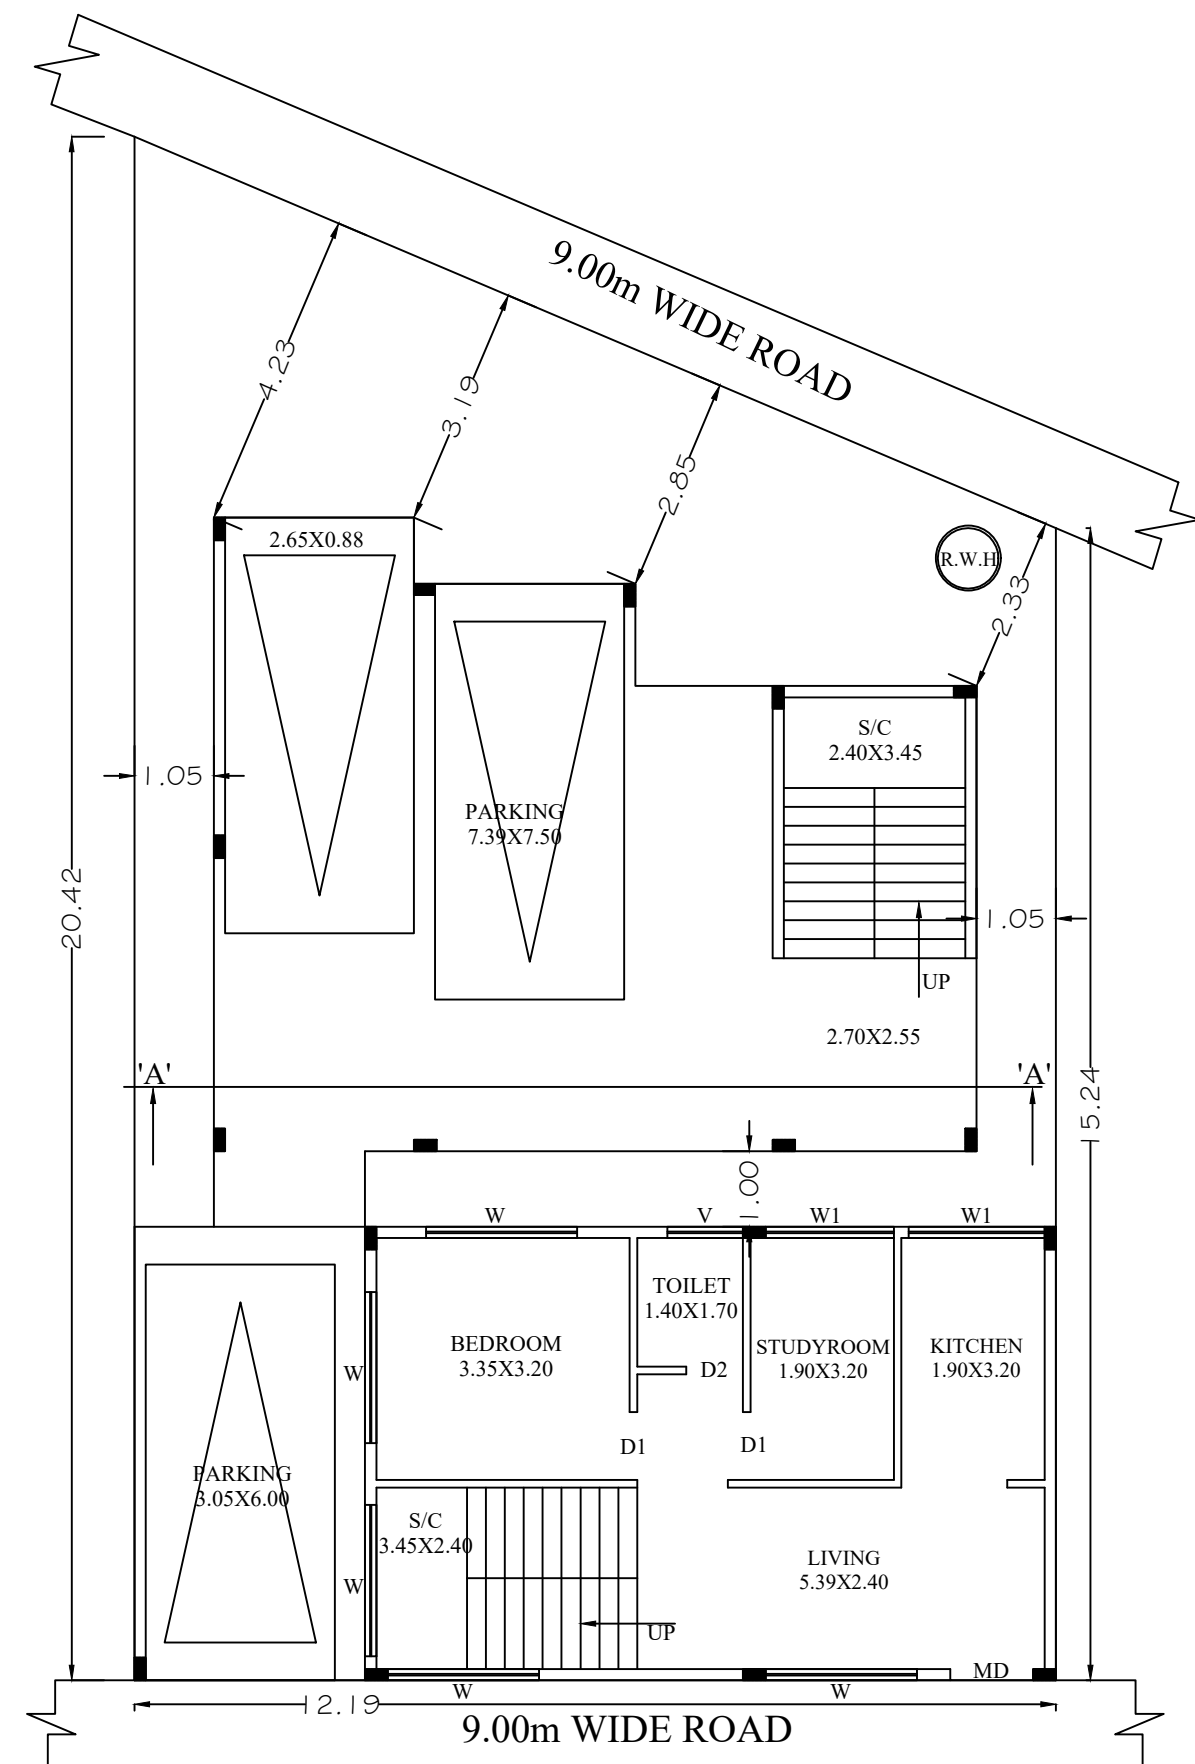 9.00m WIDE ROAD
4.23
3.19
2.85
2.33
2.65X0.88
R.W.H
S/C
2.40X3.45
1.05
PARKING
7.39X7.50
20.42
1.05
UP
2.70X2.55
'A'
'A'
15.24
1.00
W
V
W1
W1
TOILET
1.40X1.70
BEDROOM
3.35X3.20
STUDYROOM
1.90X3.20
KITCHEN
1.90X3.20
W
D2
D1
D1
PARKING
3.05X6.00
S/C
3.45X2.40
LIVING
5.39X2.40
W
UP
MD
W
W
12.19
9.00m WIDE ROAD